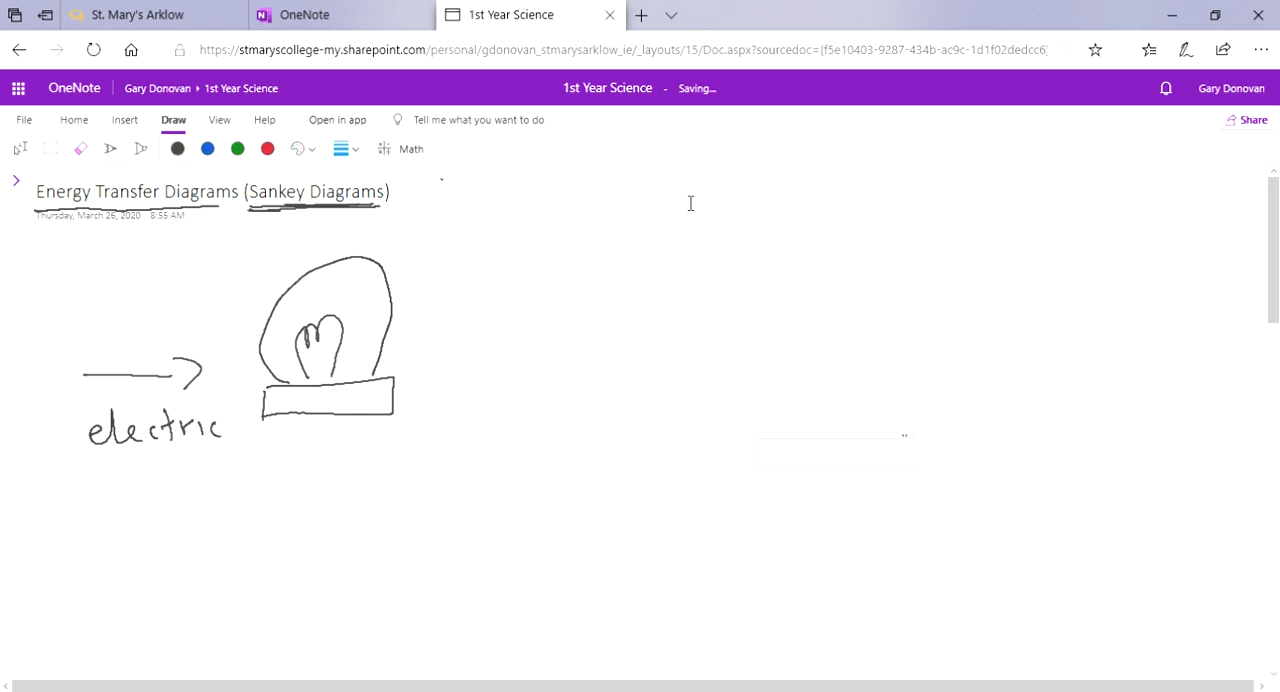 St. Mary's Arklow OneNote 1st Year Science
https://stmaryscollege-my.sharepoint.com/personal/gdonovan_stmarysarklow_ie/_layouts/15/Doc.aspx?sourcedoc={f5e10403-9287-434b-ac9c-1d1f02dedcc6}
OneNote Gary Donovan › 1st Year Science 1st Year Science - Saving... Gary Donovan
File Home Insert Draw View Help Open in app Tell me what you want to do Share
Math
Energy Transfer Diagrams (Sankey Diagrams)
Thursday, March 26, 2020 8:55 AM
electric